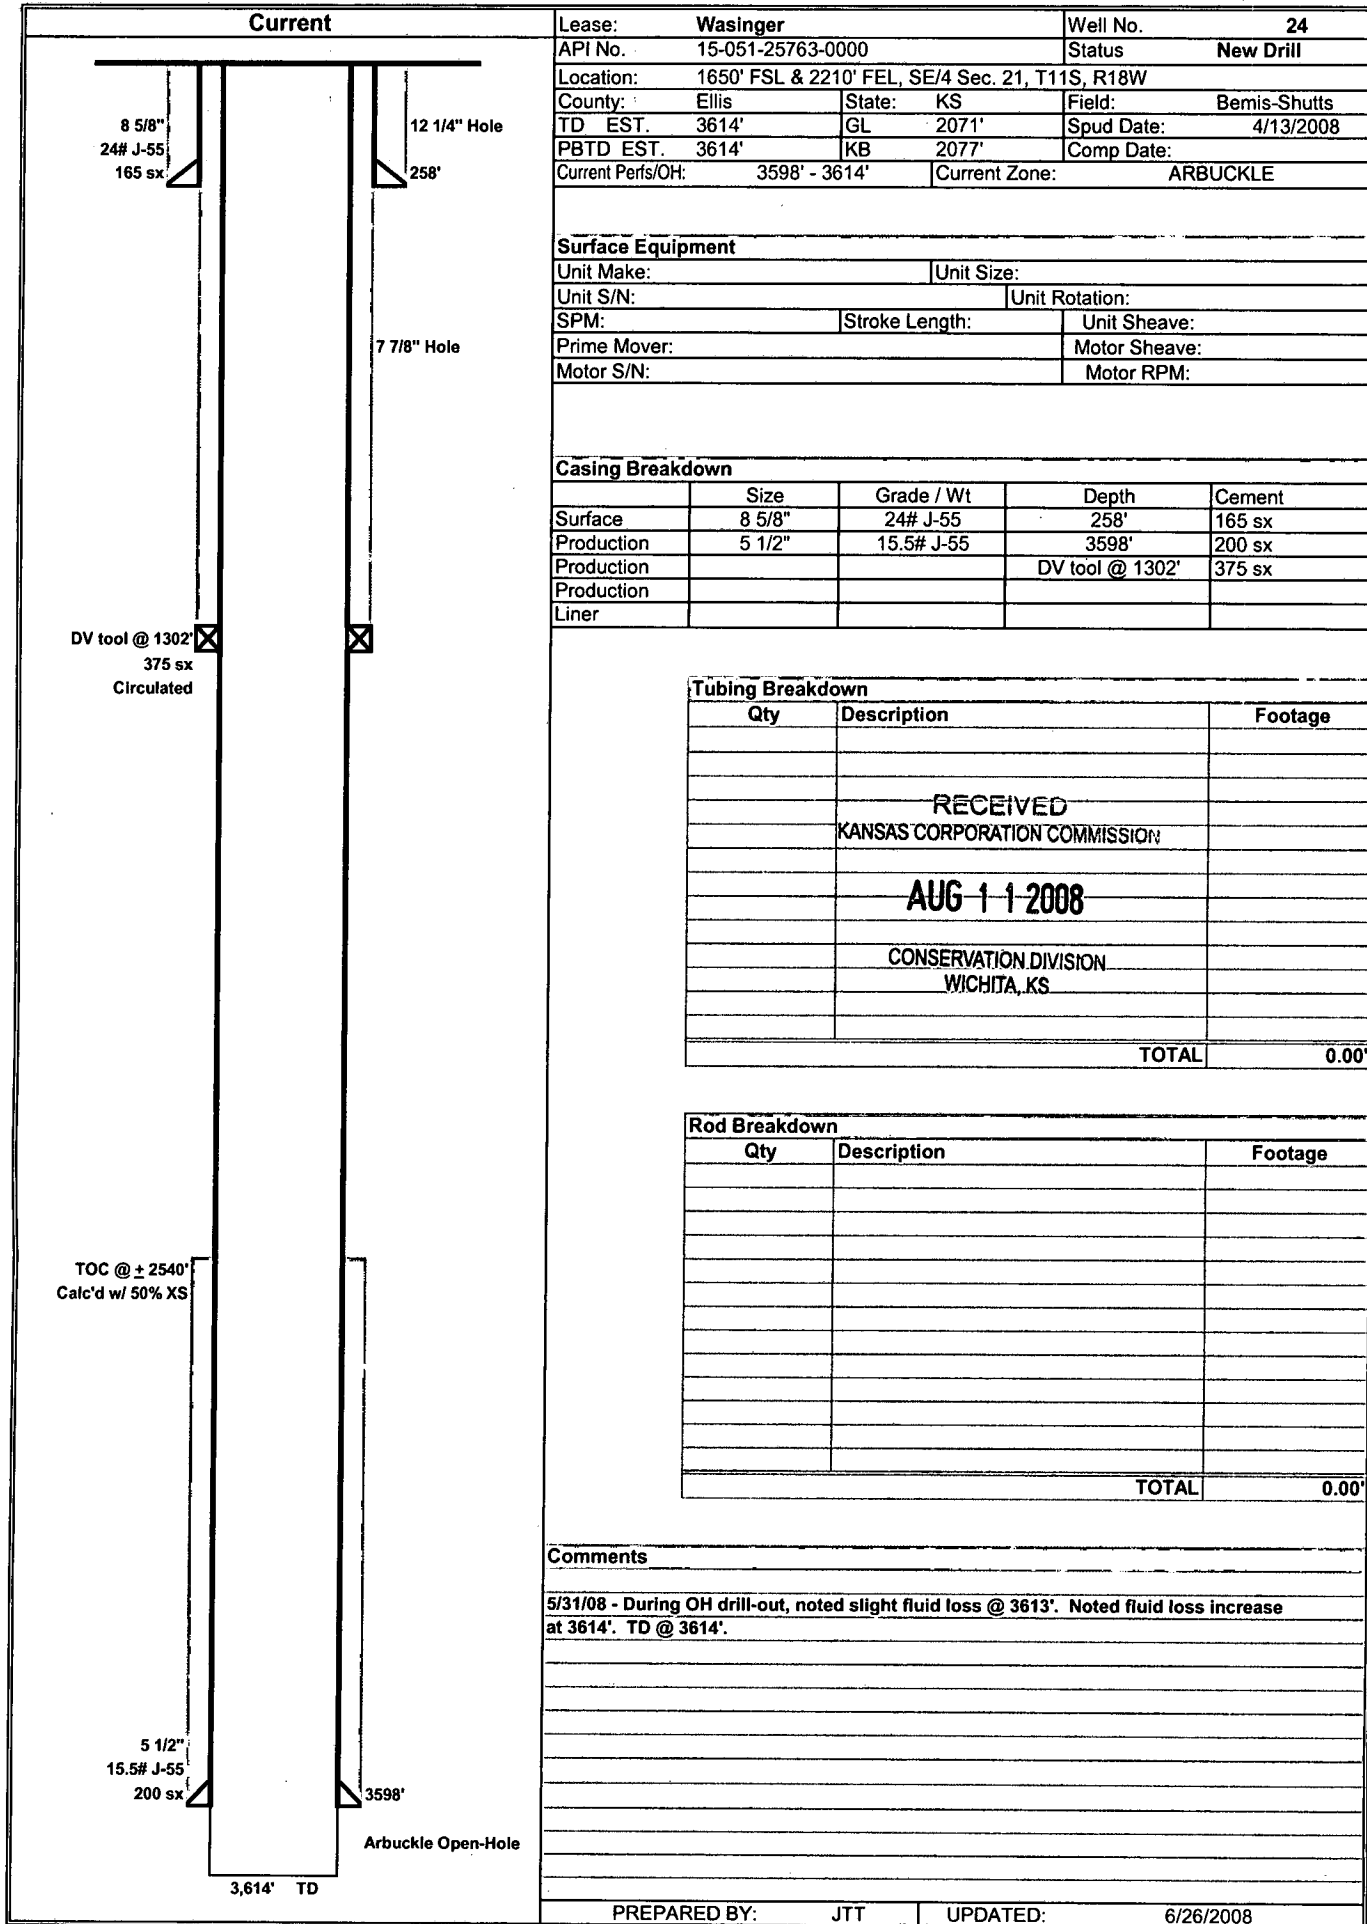 Current
8 5/8"
24# J-55
165 sx
12 1/4" Hole
258'
7 7/8" Hole
DV tool @ 1302'
375 sx
Circulated
TOC @ ± 2540'
Calc'd w/ 50% XS
5 1/2"
15.5# J-55
200 sx
3598'
Arbuckle Open-Hole
3,614' TD
Lease: Wasinger Well No. 24
API No. 15-051-25763-0000 Status New Drill
Location: 1650' FSL & 2210' FEL, SE/4 Sec. 21, T11S, R18W
County: Ellis State: KS Field: Bemis-Shutts
TD EST. 3614' GL 2071' Spud Date: 4/13/2008
PBTD EST. 3614' KB 2077' Comp Date:
Current Perfs/OH: 3598' - 3614' Current Zone: ARBUCKLE
Surface Equipment
Unit Make: Unit Size:
Unit S/N: Unit Rotation:
SPM: Stroke Length: Unit Sheave:
Prime Mover: Motor Sheave:
Motor S/N: Motor RPM:
Casing Breakdown
Size Grade / Wt Depth Cement
Surface 8 5/8" 24# J-55 258' 165 sx
Production 5 1/2" 15.5# J-55 3598' 200 sx
Production DV tool @ 1302' 375 sx
Production
Liner
Tubing Breakdown
Qty Description Footage
RECEIVED
KANSAS CORPORATION COMMISSION
AUG 11 2008
CONSERVATION DIVISION
WICHITA, KS
TOTAL 0.00'
Rod Breakdown
Qty Description Footage
TOTAL 0.00'
Comments
5/31/08 - During OH drill-out, noted slight fluid loss @ 3613'. Noted fluid loss increase
at 3614'. TD @ 3614'.
PREPARED BY: JTT UPDATED: 6/26/2008